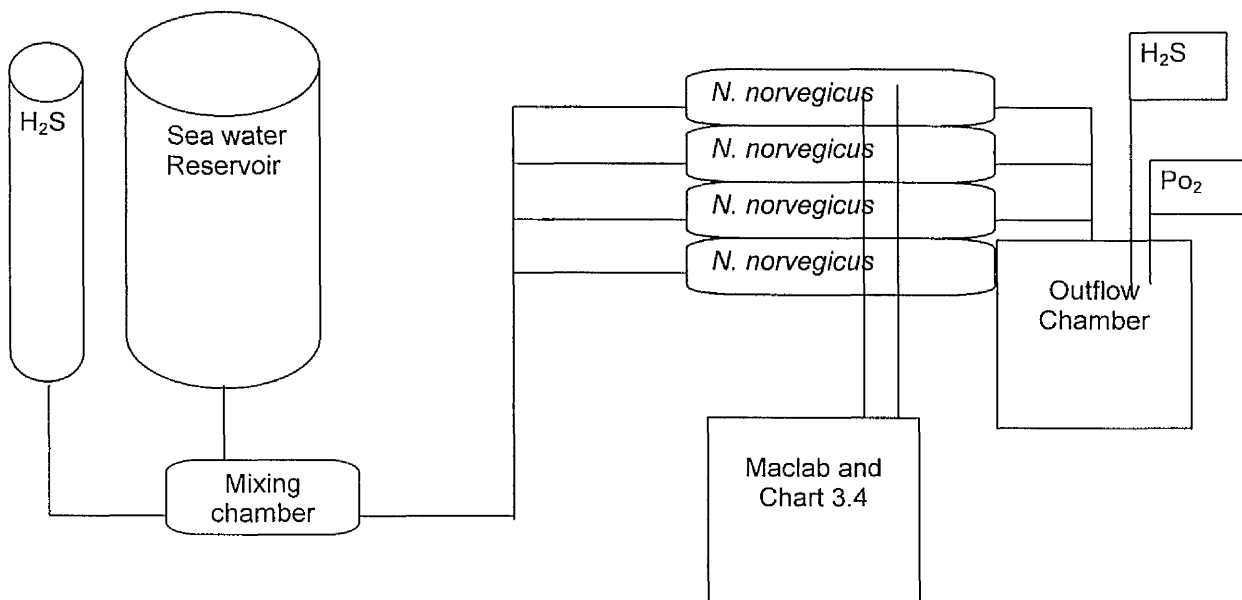 H₂S
Sea water
Reservoir
Mixing
chamber
N. norvegicus
N. norvegicus
N. norvegicus
N. norvegicus
Maclab and
Chart 3.4
H₂S
Po₂
Outflow
Chamber